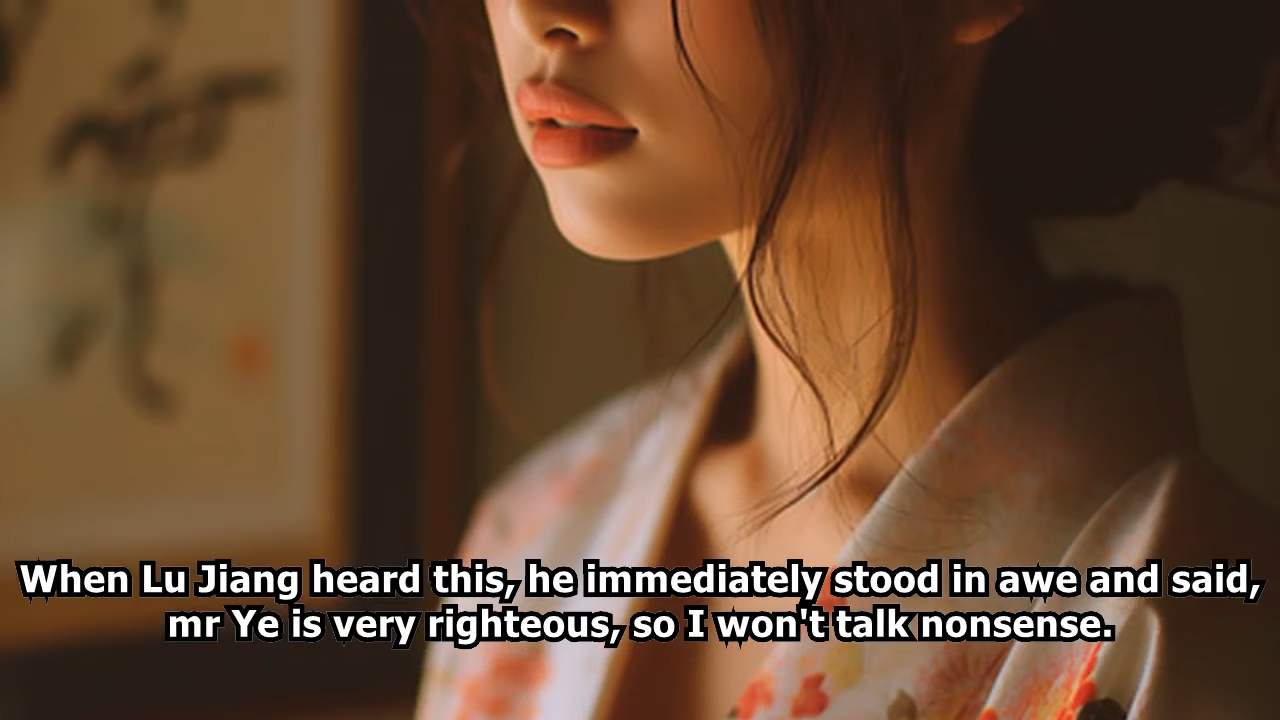 When Lu Jiang heard this, he immediately stood in awe and said,
mr Ye is very righteous, so I won't talk nonsense.